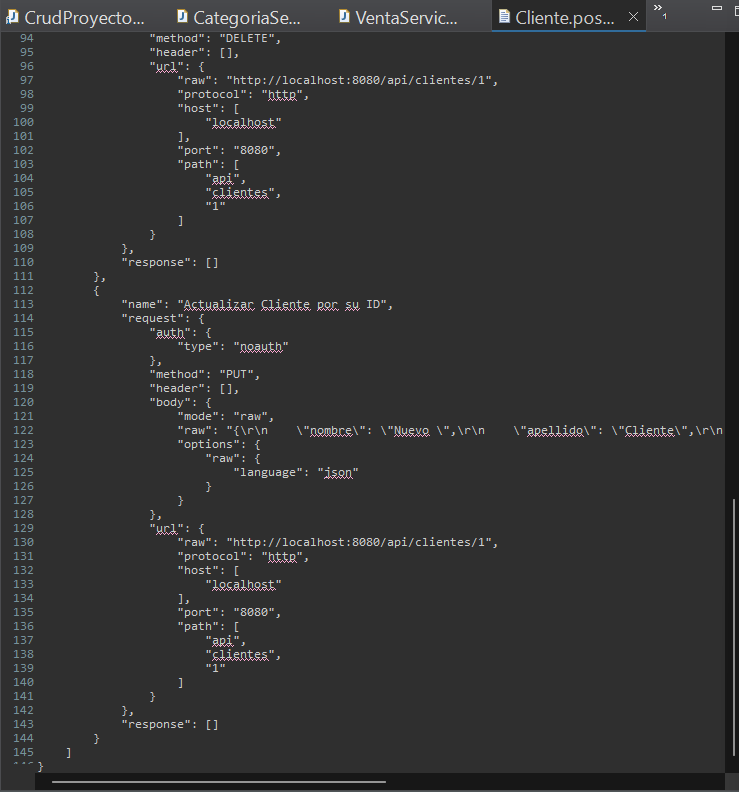 CrudProyecto... CategoriaSe... VentaServic... Cliente.pos... »1
94 "method": "DELETE",
95 "header": [],
96 "url": {
97 "raw": "http://localhost:8080/api/clientes/1",
98 "protocol": "http",
99 "host": [
100 "localhost"
101 ],
102 "port": "8080",
103 "path": [
104 "api",
105 "clientes",
106 "1"
107 ]
108 }
109 },
110 "response": []
111 },
112 {
113 "name": "Actualizar Cliente por su ID",
114 "request": {
115 "auth": {
116 "type": "noauth"
117 },
118 "method": "PUT",
119 "header": [],
120 "body": {
121 "mode": "raw",
122 "raw": "{\r\n    \"nombre\": \"Nuevo \",\r\n    \"apellido\": \"Cliente\",\r\n
123 "options": {
124 "raw": {
125 "language": "json"
126 }
127 }
128 },
129 "url": {
130 "raw": "http://localhost:8080/api/clientes/1",
131 "protocol": "http",
132 "host": [
133 "localhost"
134 ],
135 "port": "8080",
136 "path": [
137 "api",
138 "clientes",
139 "1"
140 ]
141 }
142 },
143 "response": []
144 }
145 ]
}